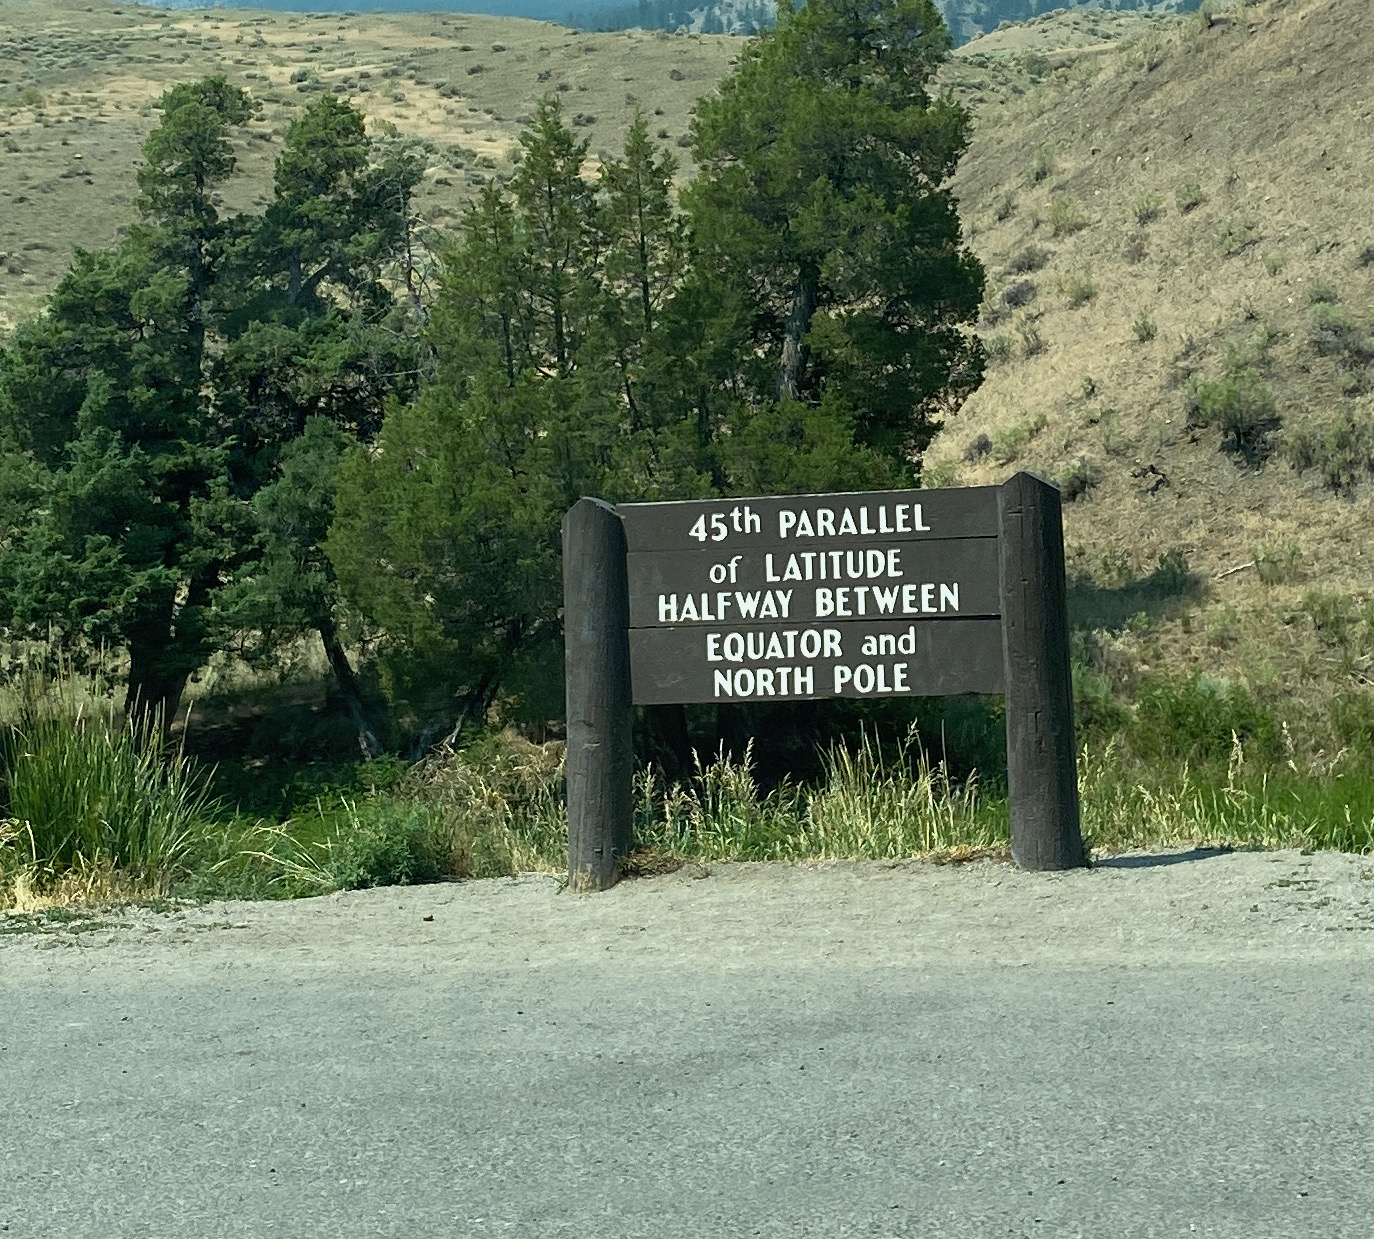 45th PARALLEL
of LATITUDE
HALFWAY BETWEEN
EQUATOR and
NORTH POLE